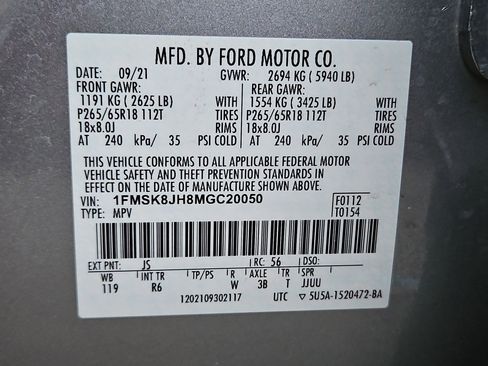 MFD. BY FORD MOTOR CO.
DATE: 09/21 GVWR: 2694 KG ( 5940 LB)
FRONT GAWR: REAR GAWR:
1191 KG ( 2625 LB) WITH 1554 KG ( 3425 LB) WITH
P265/65R18 112T TIRES P265/65R18 112T TIRES
18x8.0J RIMS 18x8.0J RIMS
AT 240 kPa/ 35 PSI COLD AT 240 kPa/ 35 PSI COLD
THIS VEHICLE CONFORMS TO ALL APPLICABLE FEDERAL MOTOR
VEHICLE SAFETY AND THEFT PREVENTION STANDARDS IN
EFFECT ON THE DATE OF MANUFACTURE SHOWN ABOVE.
VIN: 1FMSK8JH8MGC20050 F0112
TYPE: MPV T0154
EXT PNT: JS RC: 56
WB INT TR TP/PS R AXLE TR SPR
119 R6 W 3B T JJUU
1202109302117 UTC 5U5A-1520472-BA